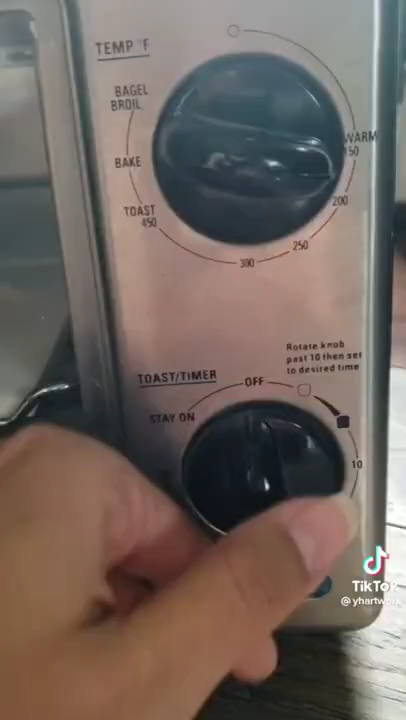 TEMP °F
BAGEL
BROIL
WARM
150
BAKE
200
TOAST
450
250
300
Rotate knob
past 10 then set
to desired time
TOAST/TIMER
OFF
STAY ON
10
TikTok
@yhartwork